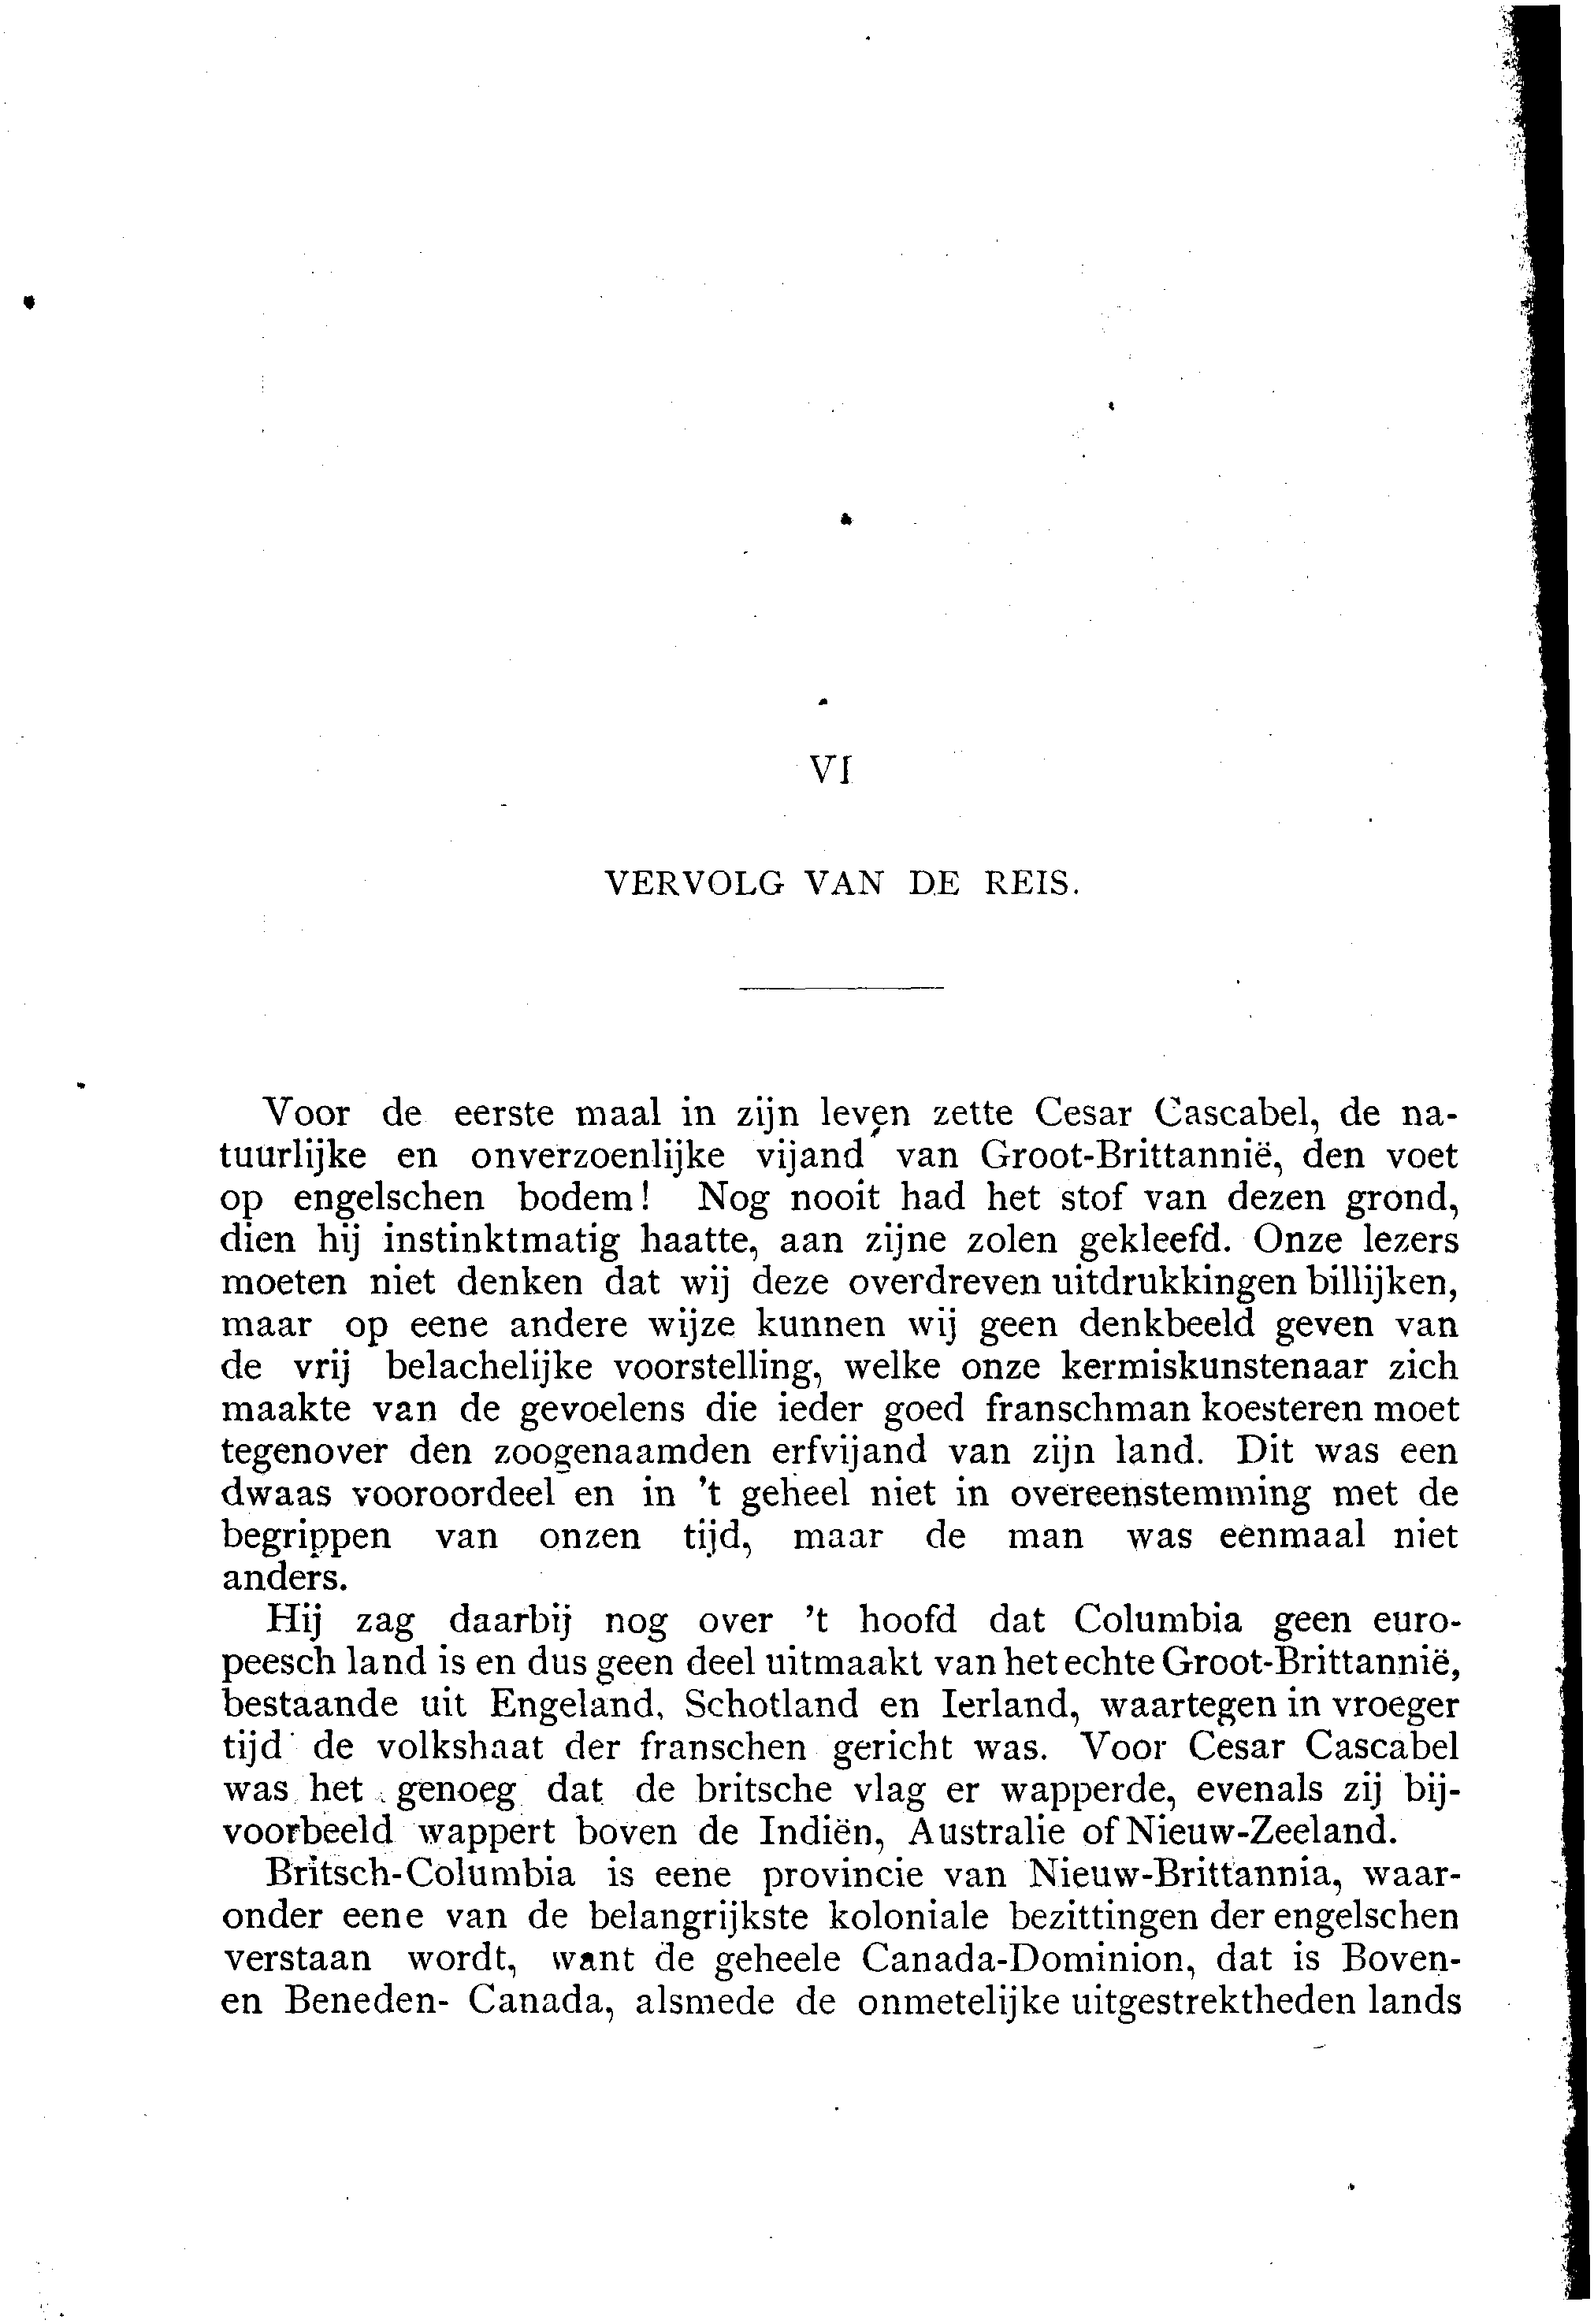 VI
VERVOLG VAN DE REIS.
Voor de eerste maal in zijn leven zette Cesar Cascabel, de na-
tuurlijke en onverzoenlijke vijand van Groot-Brittannië, den voet
op engelschen bodem! Nog nooit had het stof van dezen grond,
dien hij instinktmatig haatte, aan zijne zolen gekleefd. Onze lezers
moeten niet denken dat wij deze overdreven uitdrukkingen billijken,
maar op eene andere wijze kunnen wij geen denkbeeld geven van
de vrij belachelijke voorstelling, welke onze kermiskunstenaar zich
maakte van de gevoelens die ieder goed franschman koesteren moet
tegenover den zoogenaamden erfvijand van zijn land. Dit was een
dwaas vooroordeel en in 't geheel niet in overeenstemming met de
begrippen van onzen tijd, maar de man was eenmaal niet
anders.
Hij zag daarbij nog over 't hoofd dat Columbia geen euro-
peesch land is en dus geen deel uitmaakt van het echte Groot-Brittannië,
bestaande uit Engeland, Schotland en Ierland, waartegen in vroeger
tijd de volkshaat der franschen gericht was. Voor Cesar Cascabel
was het genoeg dat de britsche vlag er wapperde, evenals zij bij-
voorbeeld wappert boven de Indiën, Australie of Nieuw-Zeeland.
Britsch-Columbia is eene provincie van Nieuw-Brittannia, waar-
onder eene van de belangrijkste koloniale bezittingen der engelschen
verstaan wordt, want de geheele Canada-Dominion, dat is Boven-
en Beneden- Canada, alsmede de onmetelijke uitgestrektheden lands